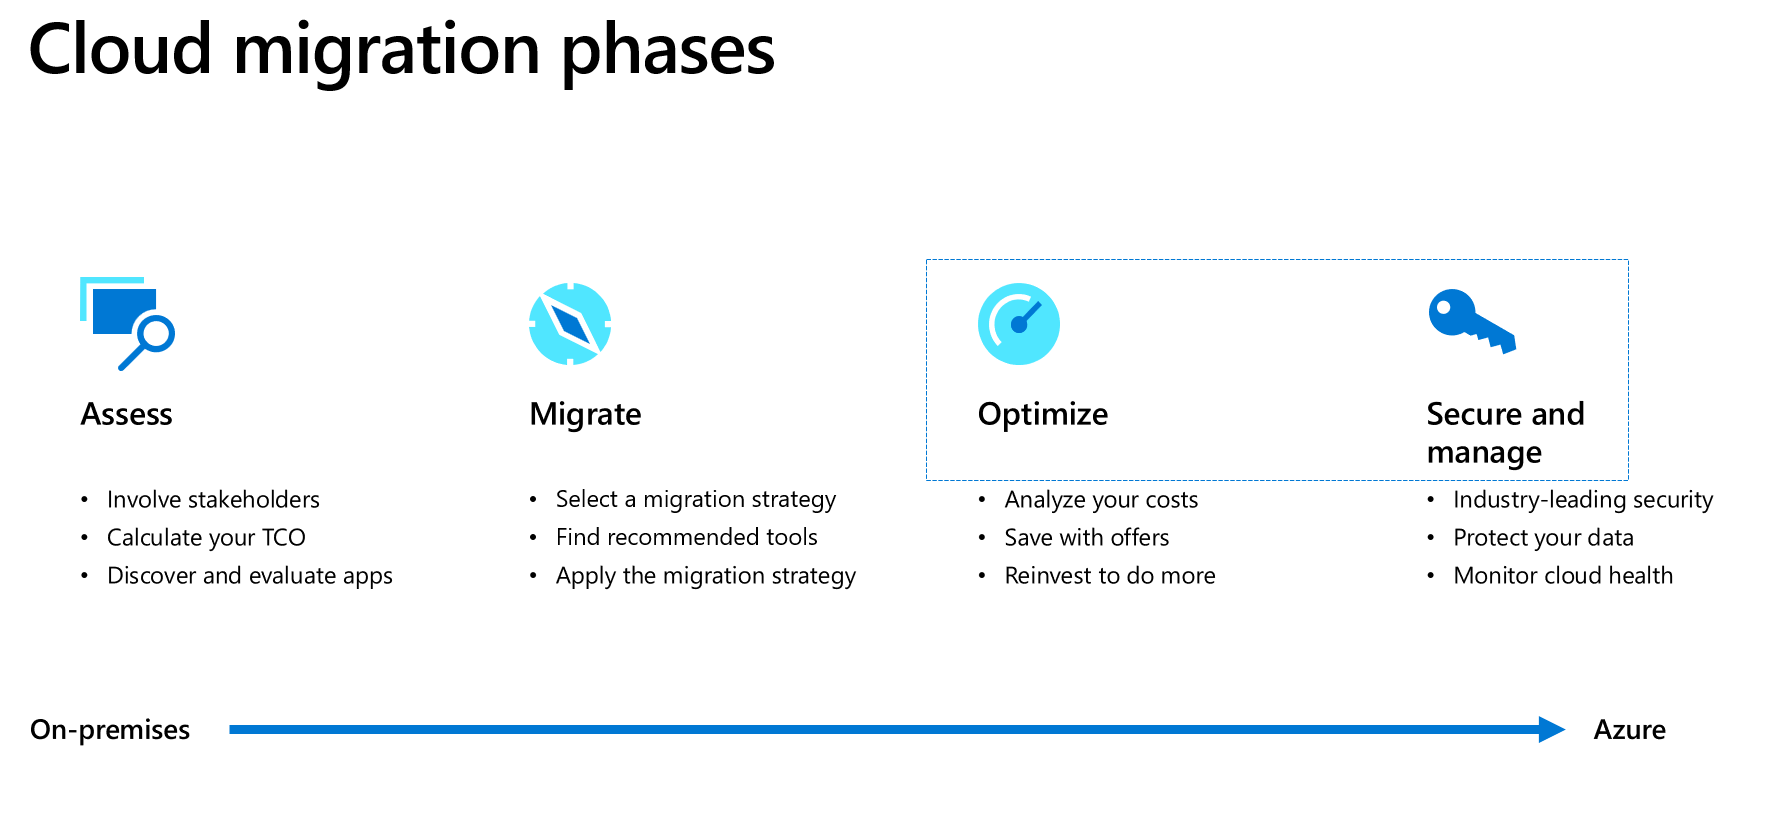 Cloud migration phases
Assess
• Involve stakeholders
• Calculate your TCO
• Discover and evaluate apps
Migrate
• Select a migration strategy
• Find recommended tools
• Apply the migration strategy
Optimize
• Analyze your costs
• Save with offers
• Reinvest to do more
Secure and
manage
• Industry-leading security
• Protect your data
• Monitor cloud health
On-premises
Azure